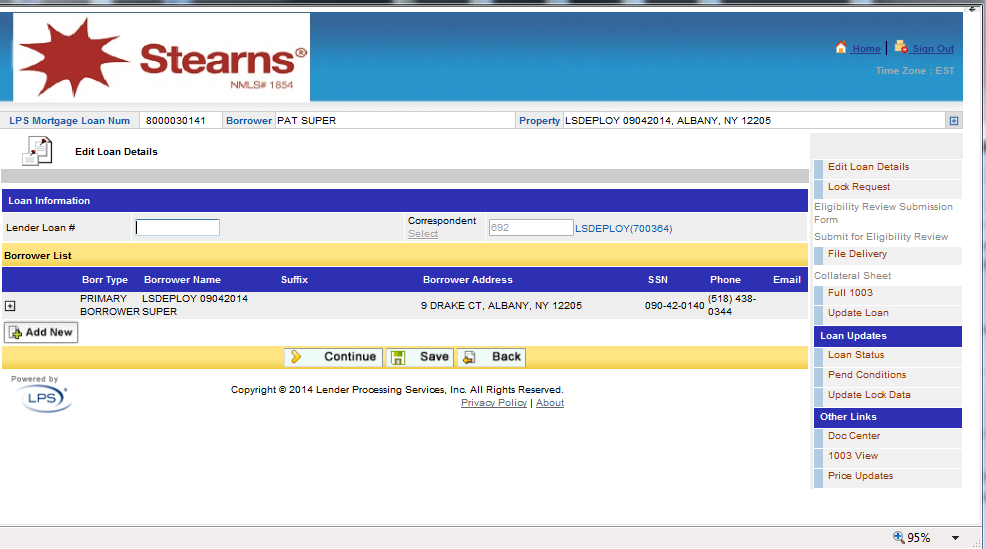 Stearns®
NMLS# 1854
Home | Sign Out
Time Zone : EST
LPS Mortgage Loan Num 8000030141 Borrower PAT SUPER Property LSDEPLOY 09042014, ALBANY, NY 12205
Edit Loan Details
Loan Information
Lender Loan # Correspondent Select 692 LSDEPLOY(700364)
Borrower List
Borr Type Borrower Name Suffix Borrower Address SSN Phone Email
PRIMARY BORROWER LSDEPLOY 09042014 SUPER 9 DRAKE CT, ALBANY, NY 12205 090-42-0140 (518) 438-0344
Add New
Continue Save Back
Powered by
LPS
Copyright © 2014 Lender Processing Services, Inc. All Rights Reserved.
Privacy Policy | About
Edit Loan Details
Lock Request
Eligibility Review Submission
Form
Submit for Eligibility Review
File Delivery
Collateral Sheet
Full 1003
Update Loan
Loan Updates
Loan Status
Pend Conditions
Update Lock Data
Other Links
Doc Center
1003 View
Price Updates
95%